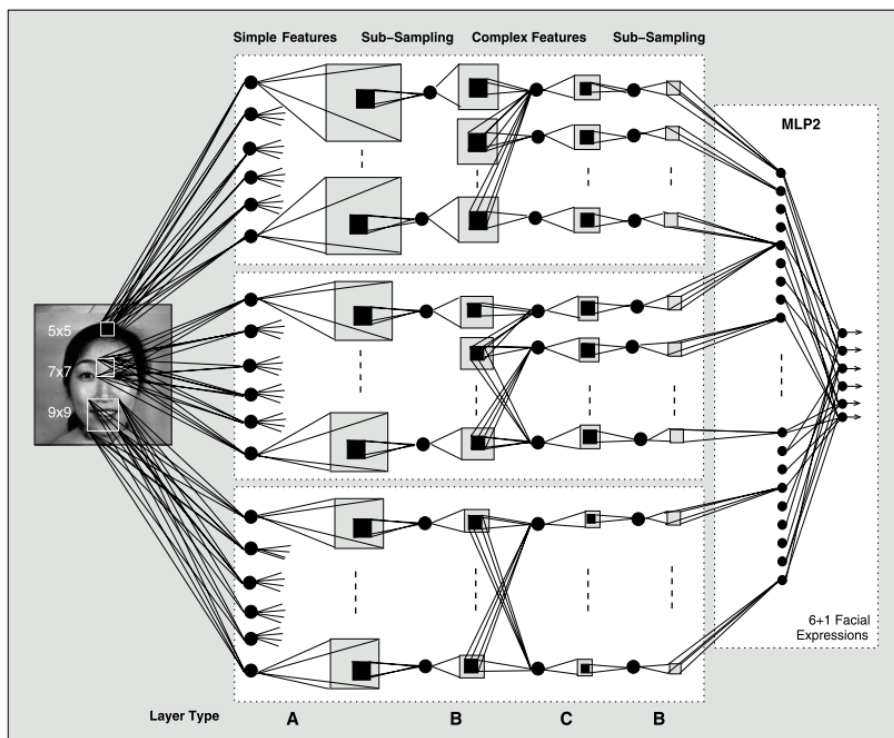 Simple Features Sub-Sampling Complex Features Sub-Sampling
MLP2
5x5
7x7
9x9
6+1 Facial
Expressions
Layer Type A B C B